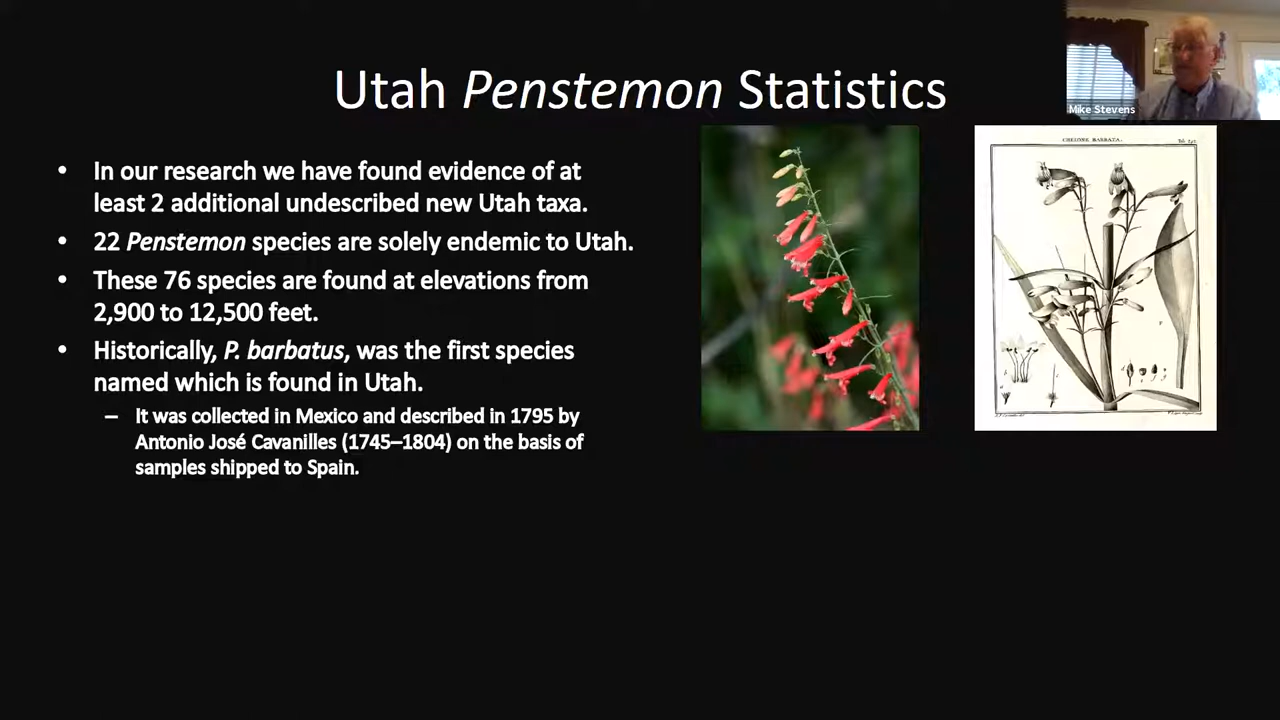 Utah Penstemon Statistics
Mike Stevens
• In our research we have found evidence of at
least 2 additional undescribed new Utah taxa.
• 22 Penstemon species are solely endemic to Utah.
• These 76 species are found at elevations from
2,900 to 12,500 feet.
• Historically, P. barbatus, was the first species
named which is found in Utah.
– It was collected in Mexico and described in 1795 by
Antonio José Cavanilles (1745–1804) on the basis of
samples shipped to Spain.
CHELONE BARBATA.